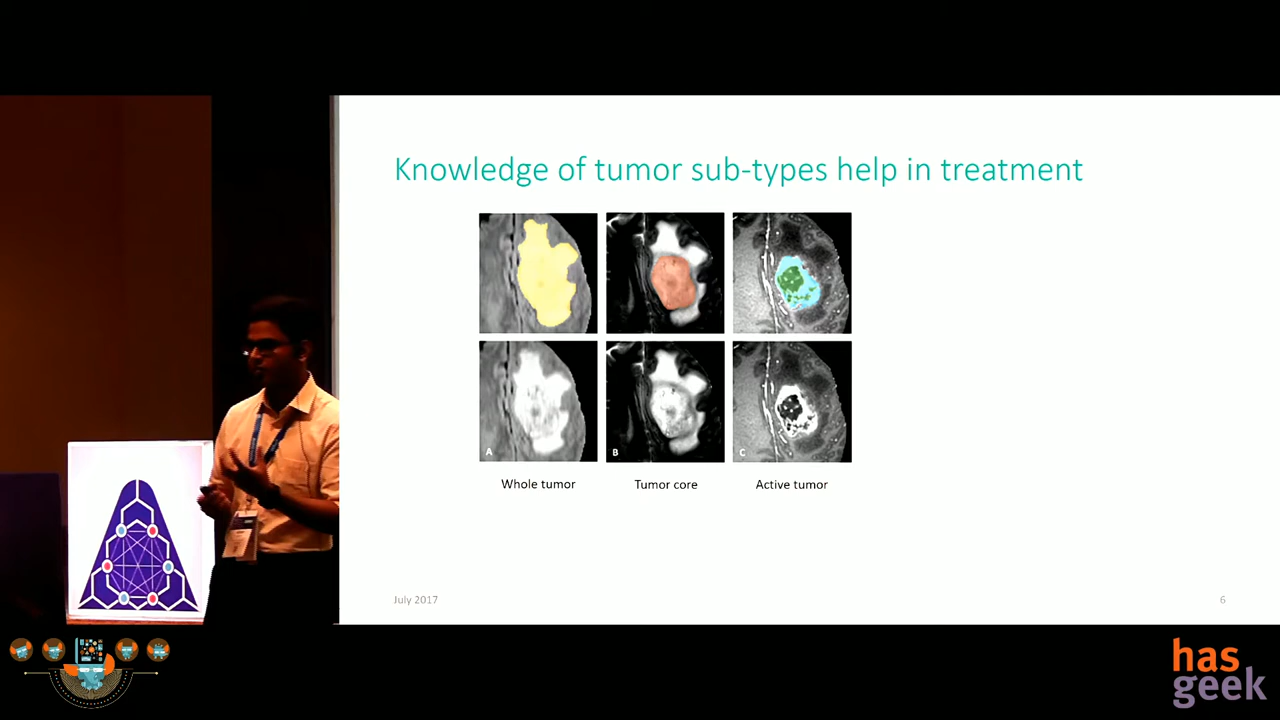 Knowledge of tumor sub-types help in treatment
A
B
C
Whole tumor
Tumor core
Active tumor
July 2017
6
has
geek